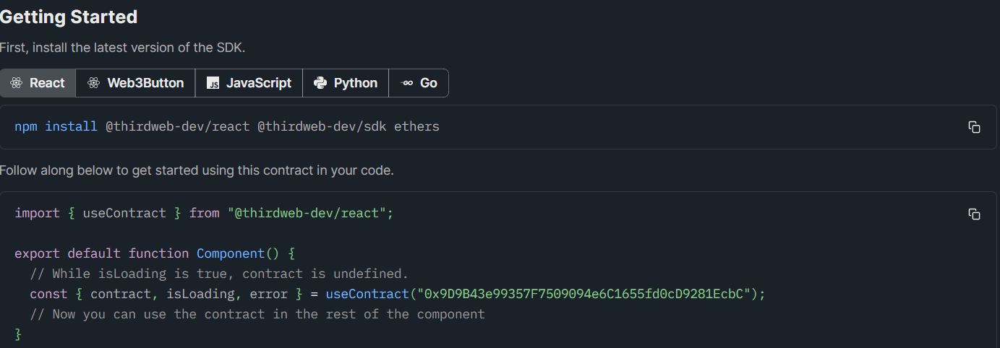 Getting Started
First, install the latest version of the SDK.
React Web3Button JS JavaScript Python GO Go
npm install @thirdweb-dev/react @thirdweb-dev/sdk ethers
Follow along below to get started using this contract in your code.
import { useContract } from "@thirdweb-dev/react";
export default function Component() {
// While isLoading is true, contract is undefined.
const { contract, isLoading, error } = useContract("0x9D9B43e99357F7509094e6C1655fd0cD9281EcbC");
// Now you can use the contract in the rest of the component
}